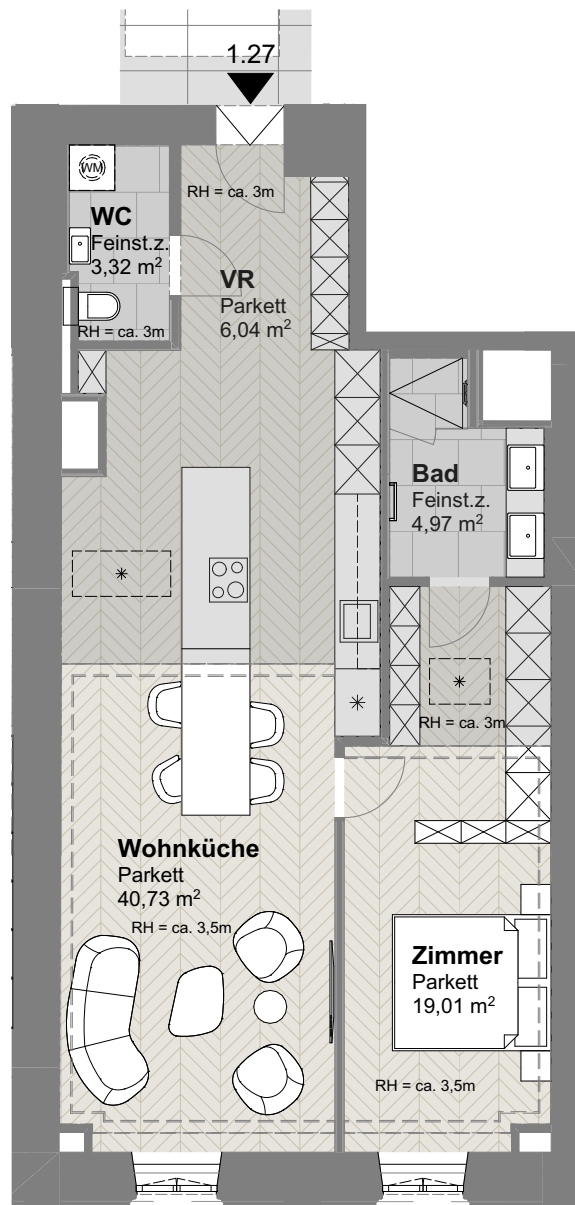 1.27
WM
RH = ca. 3m
WC
Feinst.z.
3,32 m²
RH = ca. 3m
VR
Parkett
6,04 m²
Bad
Feinst.z.
4,97 m²
RH = ca. 3m
Wohnküche
Parkett
40,73 m²
RH = ca. 3,5m
Zimmer
Parkett
19,01 m²
RH = ca. 3,5m